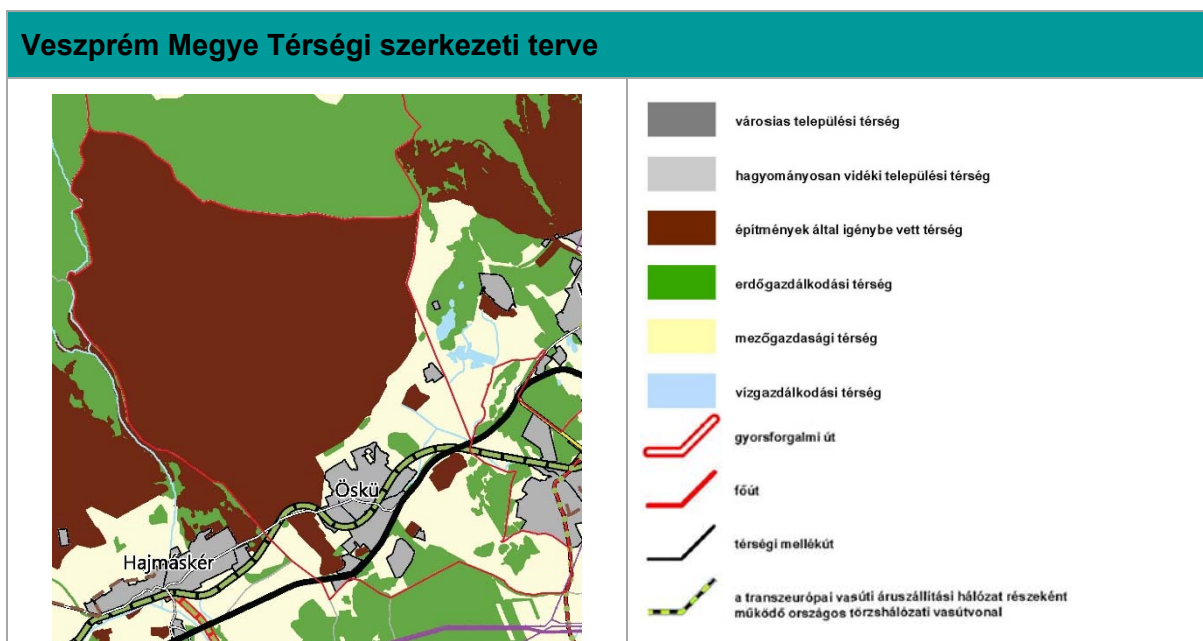 Veszprém Megye Térségi szerkezeti terve
Öskü
Hajmáskér
városias települési térség
hagyományosan vidéki települési térség
építmények által igénybe vett térség
erdőgazdálkodási térség
mezőgazdasági térség
vízgazdálkodási térség
gyorsforgalmi út
főút
térségi mellékút
a transzeurópai vasúti áruszállítási hálózat részeként
működő országos törzshálózati vasútvonal